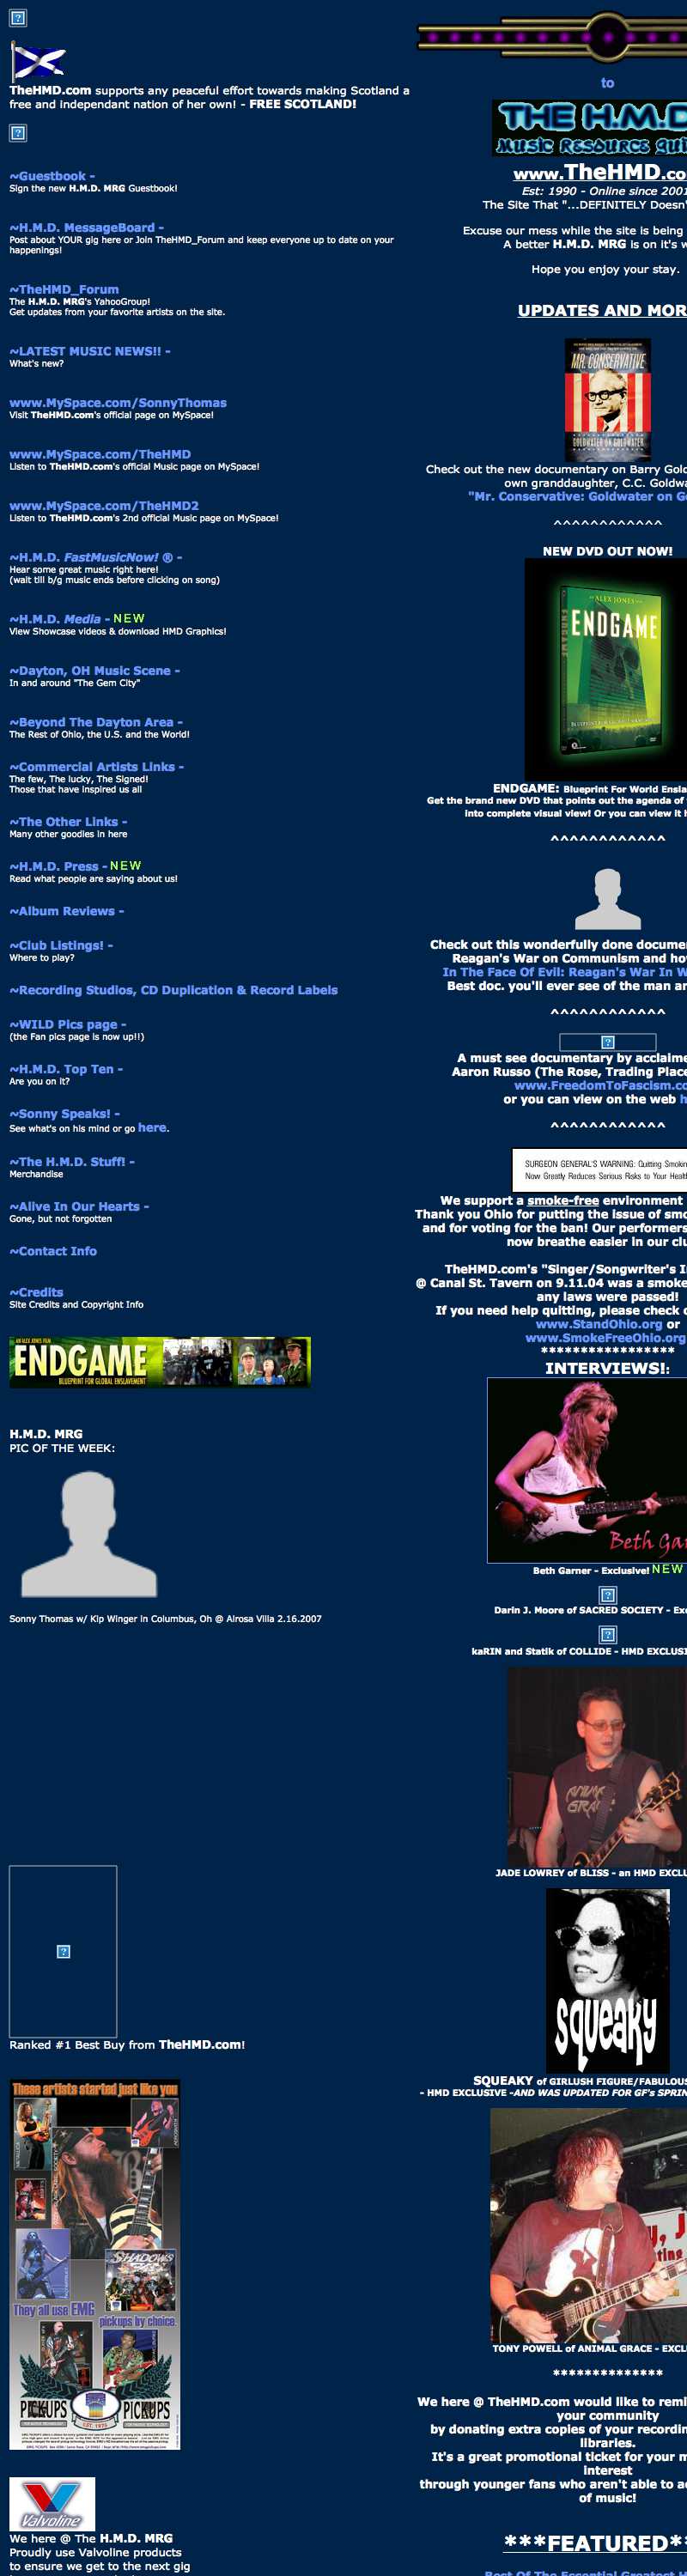 TheHMD.com supports any peaceful effort towards making Scotland a
free and independant nation of her own! - FREE SCOTLAND!
~Guestbook -
Sign the new H.M.D. MRG Guestbook!
~H.M.D. MessageBoard -
Post about YOUR gig here or Join TheHMD_Forum and keep everyone up to date on your
happenings!
~TheHMD_Forum
The H.M.D. MRG's YahooGroup!
Get updates from your favorite artists on the site.
~LATEST MUSIC NEWS!! -
What's new?
www.MySpace.com/SonnyThomas
Visit TheHMD.com's official page on MySpace!
www.MySpace.com/TheHMD
Listen to TheHMD.com's official Music page on MySpace!
www.MySpace.com/TheHMD2
Listen to TheHMD.com's 2nd official Music page on MySpace!
~H.M.D. FastMusicNow! ® -
Hear some great music right here!
(wait till b/g music ends before clicking on song)
~H.M.D. Media - NEW
View Showcase videos & download HMD Graphics!
~Dayton, OH Music Scene -
In and around "The Gem City"
~Beyond The Dayton Area -
The Rest of Ohio, the U.S. and the World!
~Commercial Artists Links -
The few, The lucky, The Signed!
Those that have inspired us all
~The Other Links -
Many other goodies in here
~H.M.D. Press - NEW
Read what people are saying about us!
~Album Reviews -
~Club Listings! -
Where to play?
~Recording Studios, CD Duplication & Record Labels
~WILD Pics page -
(the Fan pics page is now up!!)
~H.M.D. Top Ten -
Are you on it?
~Sonny Speaks! -
See what's on his mind or go here.
~The H.M.D. Stuff! -
Merchandise
~Alive In Our Hearts -
Gone, but not forgotten
~Contact Info
~Credits
Site Credits and Copyright Info
AN ALEX JONES FILM
ENDGAME
BLUEPRINT FOR GLOBAL ENSLAVEMENT
H.M.D. MRG
PIC OF THE WEEK:
Sonny Thomas w/ Kip Winger in Columbus, Oh @ Alrosa Villa 2.16.2007
Ranked #1 Best Buy from TheHMD.com!
These artists started just like you
SHADOWS
They all use EMG
pickups by choice.
PICKUPS PICKUPS
EST. 1976
Valvoline
We here @ The H.M.D. MRG
Proudly use Valvoline products
to ensure we get to the next gig
to
THE H.M.D
Music Resource Gui
www.TheHMD.co
Est: 1990 - Online since 2001
The Site That "...DEFINITELY Doesn'
Excuse our mess while the site is being
A better H.M.D. MRG is on it's w
Hope you enjoy your stay.
UPDATES AND MOR
MR. CONSERVATIVE
GOLDWATER ON GOLDWATER
Check out the new documentary on Barry Gold
own granddaughter, C.C. Goldwa
"Mr. Conservative: Goldwater on G
^^^^^^^^^^^^
NEW DVD OUT NOW!
ALEX JONES
ENDGAME
ENDGAME: Blueprint For World Ensla
Get the brand new DVD that points out the agenda of
into complete visual view! Or you can view it h
^^^^^^^^^^^^
Check out this wonderfully done docume
Reagan's War on Communism and ho
In The Face Of Evil: Reagan's War In W
Best doc. you'll ever see of the man ar
^^^^^^^^^^^^
A must see documentary by acclaime
Aaron Russo (The Rose, Trading Place
www.FreedomToFascism.co
or you can view on the web h
^^^^^^^^^^^^
SURGEON GENERAL'S WARNING: Quitting Smokin
Now Greatly Reduces Serious Risks to Your Healt
We support a smoke-free environment
Thank you Ohio for putting the issue of smo
and for voting for the ban! Our performers
now breathe easier in our clu
TheHMD.com's "Singer/Songwriter's I
@ Canal St. Tavern on 9.11.04 was a smoke
any laws were passed!
If you need help quitting, please check o
www.StandOhio.org or
www.SmokeFreeOhio.org
*****************
INTERVIEWS!:
Beth Ga
Beth Garner - Exclusive! NEW
Darin J. Moore of SACRED SOCIETY - Exc
kaRIN and Statik of COLLIDE - HMD EXCLUSI
JADE LOWREY of BLISS - an HMD EXCLU
SQUEAKY
SQUEAKY of GIRLUSH FIGURE/FABULOUS
- HMD EXCLUSIVE -AND WAS UPDATED FOR GF's SPRIN
TONY POWELL of ANIMAL GRACE - EXCL
**************
We here @ TheHMD.com would like to remi
your community
by donating extra copies of your recordin
libraries.
It's a great promotional ticket for your m
interest
through younger fans who aren't able to a
of music!
***FEATURED**
Best Of The Essential Greatest H